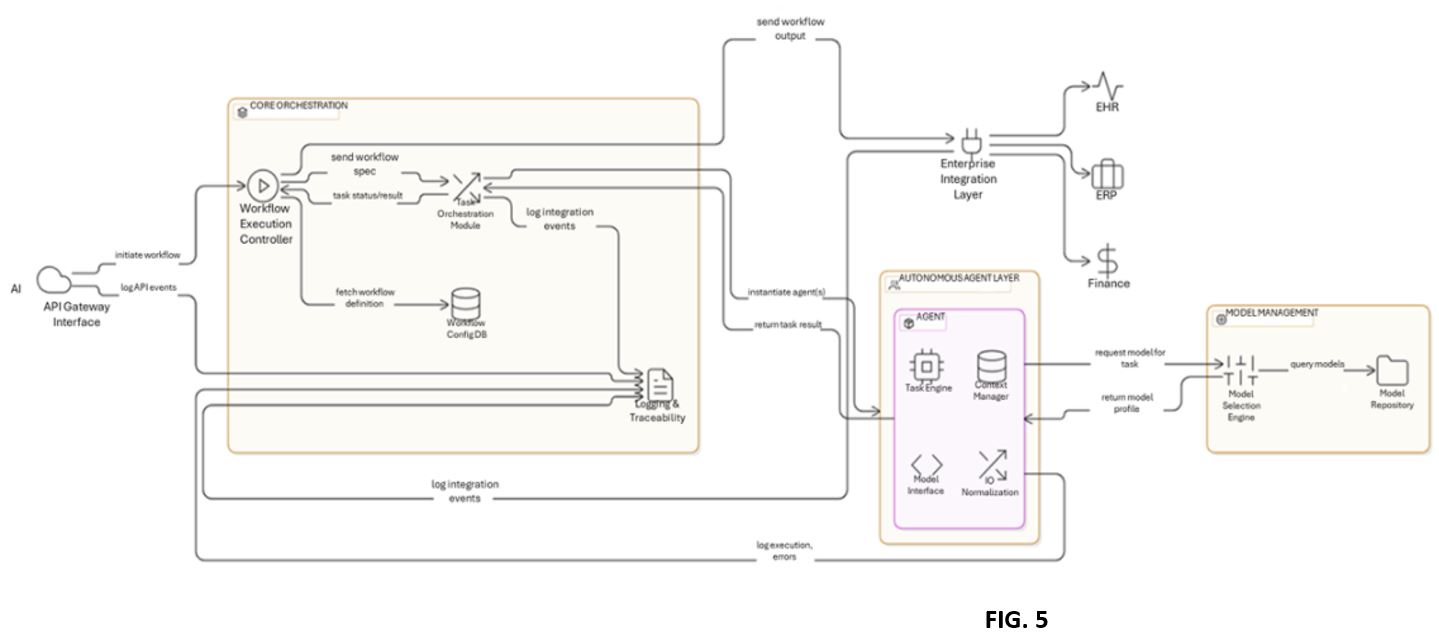 send workflow
output
CORE ORCHESTRATION
EHR
send workflow
spec
Enterprise
Integration
Layer
task status/result
ERP
Workflow
Execution
Controller
Task
Orchestration
Module
log integration
events
initiate workflow
AI
API Gateway
Interface
log API events
fetch workflow
definition
Workflow
Config DB
instantiate agent(s)
return task result
AUTONOMOUS AGENT LAYER
Finance
AGENT
MODEL MANAGEMENT
Task Engine
Context
Manager
request model for
task
query models
return model
profile
Model
Selection
Engine
Model
Repository
Logging &
Traceability
Model
Interface
IO
Normalization
log integration
events
log execution,
errors
FIG. 5